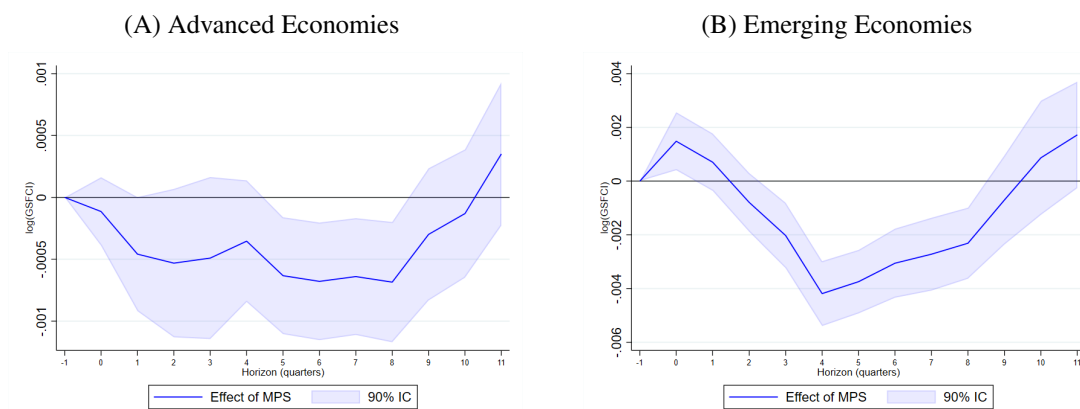 (A) Advanced Economies
.001
.0005
0
-.0005
-.001
log(GSFCI)
-1 0 1 2 3 4 5 6 7 8 9 10 11
Horizon (quarters)
Effect of MPS 90% IC
(B) Emerging Economies
.004
.002
0
-.002
-.004
-.006
log(GSFCI)
-1 0 1 2 3 4 5 6 7 8 9 10 11
Horizon (quarters)
Effect of MPS 90% IC